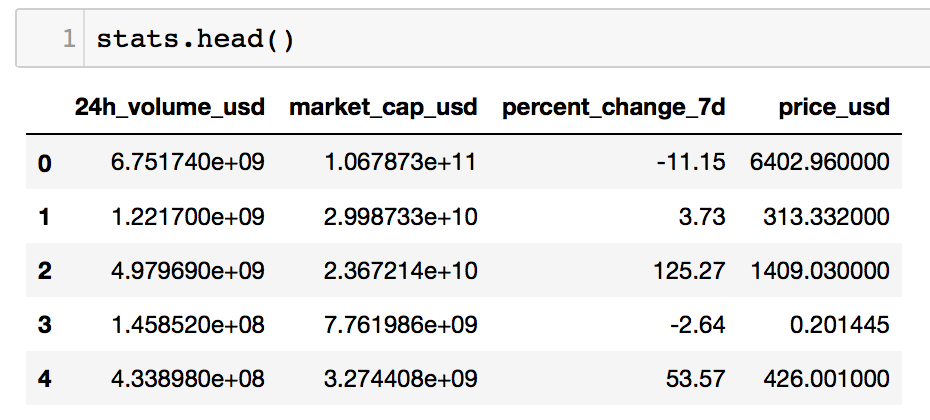 1 stats.head()
24h_volume_usd market_cap_usd percent_change_7d price_usd
0 6.751740e+09 1.067873e+11 -11.15 6402.960000
1 1.221700e+09 2.998733e+10 3.73 313.332000
2 4.979690e+09 2.367214e+10 125.27 1409.030000
3 1.458520e+08 7.761986e+09 -2.64 0.201445
4 4.338980e+08 3.274408e+09 53.57 426.001000